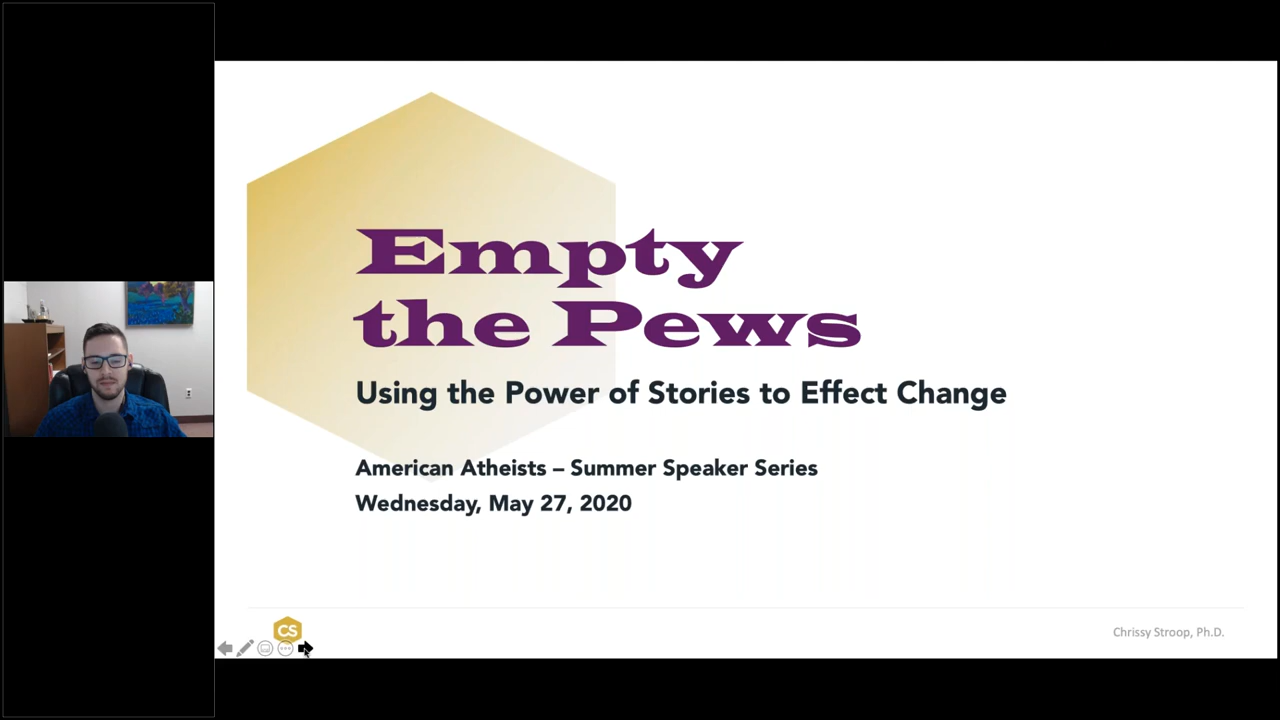 Empty
the Pews
Using the Power of Stories to Effect Change
American Atheists – Summer Speaker Series
Wednesday, May 27, 2020
CS
Chrissy Stroop, Ph.D.